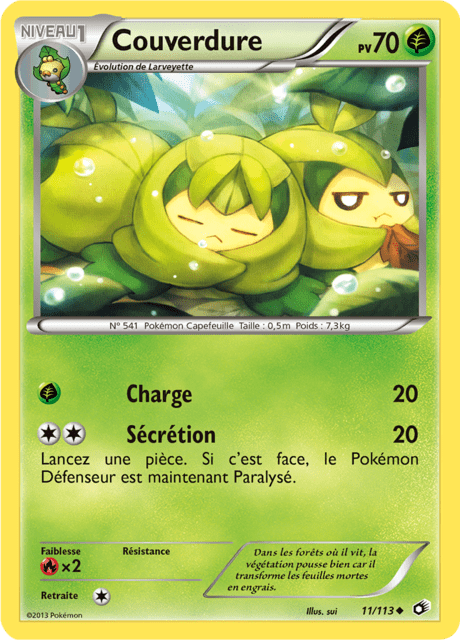 NIVEAU1
Couverdure
PV70
Évolution de Larveyette
N° 541 Pokémon Capefeuille Taille : 0,5m Poids : 7,3kg
Charge 20
Sécrétion 20
Lancez une pièce. Si c'est face, le Pokémon
Défenseur est maintenant Paralysé.
Faiblesse Résistance
×2
Retraite
Dans les forêts où il vit, la
végétation pousse bien car il
transforme les feuilles mortes
en engrais.
©2013 Pokémon
Illus. sui
11/113